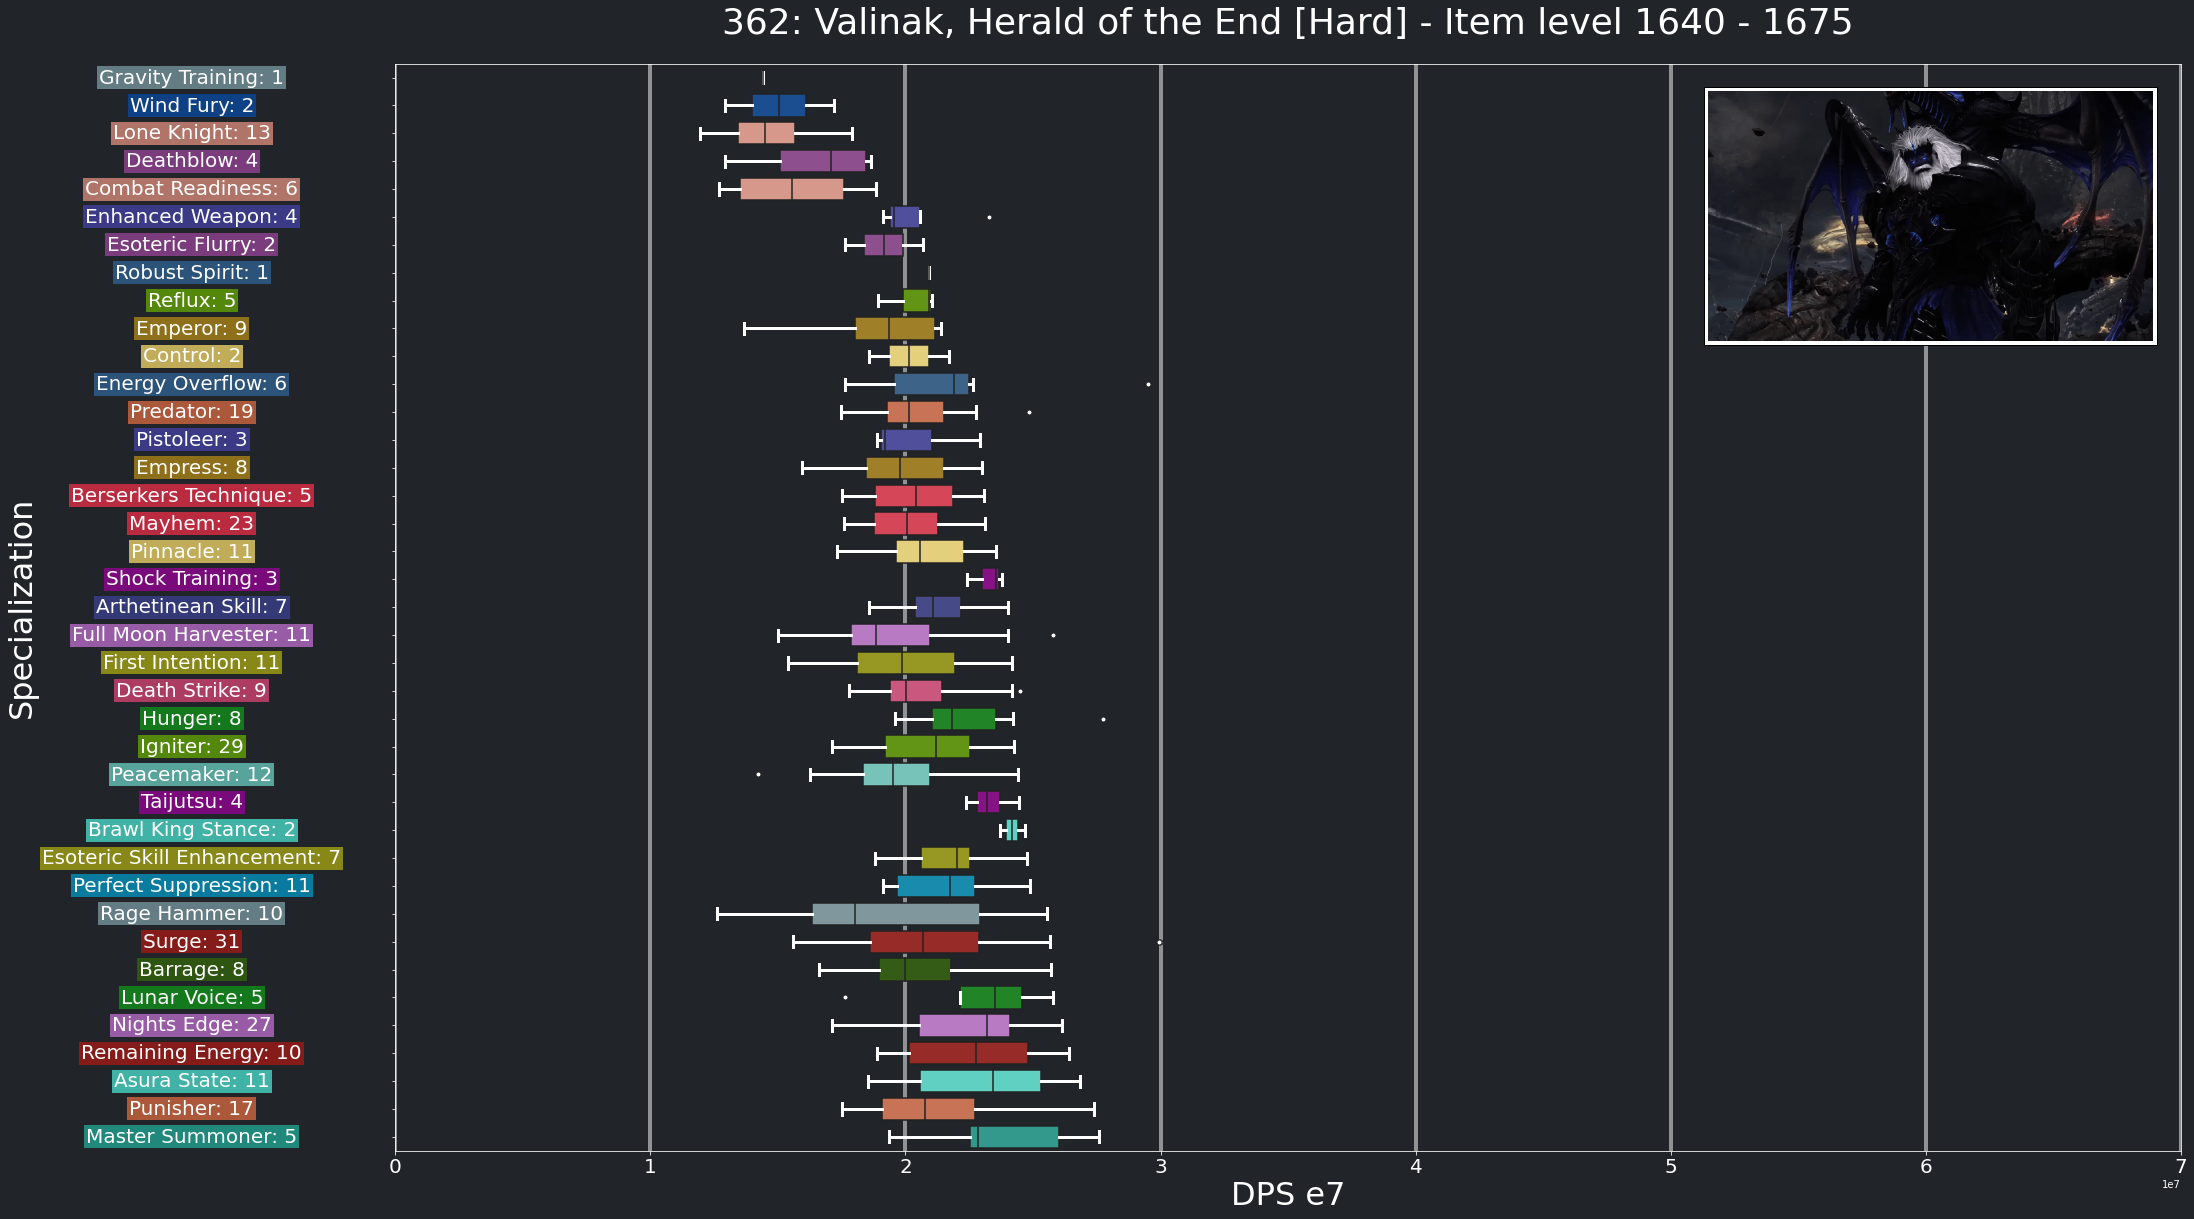 362: Valinak, Herald of the End [Hard] - Item level 1640 - 1675
Gravity Training: 1
Wind Fury: 2
Lone Knight: 13
Deathblow: 4
Combat Readiness: 6
Enhanced Weapon: 4
Esoteric Flurry: 2
Robust Spirit: 1
Reflux: 5
Emperor: 9
Control: 2
Energy Overflow: 6
Predator: 19
Pistoleer: 3
Empress: 8
Berserkers Technique: 5
Mayhem: 23
Pinnacle: 11
Shock Training: 3
Arthetinean Skill: 7
Full Moon Harvester: 11
First Intention: 11
Death Strike: 9
Hunger: 8
Igniter: 29
Peacemaker: 12
Taijutsu: 4
Brawl King Stance: 2
Esoteric Skill Enhancement: 7
Perfect Suppression: 11
Rage Hammer: 10
Surge: 31
Barrage: 8
Lunar Voice: 5
Nights Edge: 27
Remaining Energy: 10
Asura State: 11
Punisher: 17
Master Summoner: 5
Specialization
0 1 2 3 4 5 6 7
1e7
DPS e7